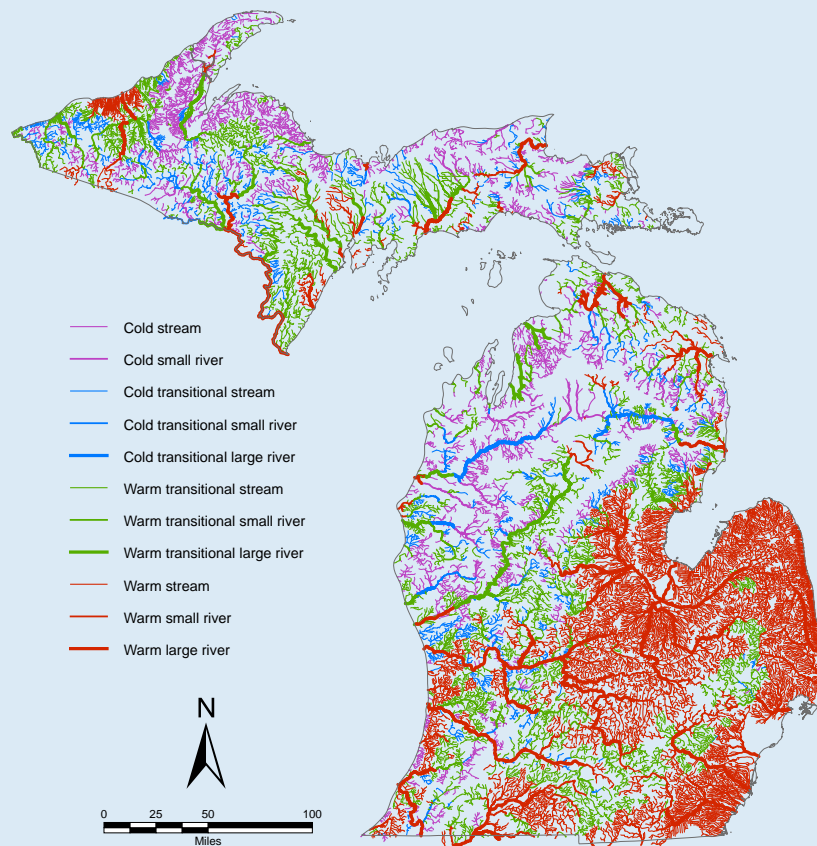 Cold stream
Cold small river
Cold transitional stream
Cold transitional small river
Cold transitional large river
Warm transitional stream
Warm transitional small river
Warm transitional large river
Warm stream
Warm small river
Warm large river
N
0 25 50 100
Miles